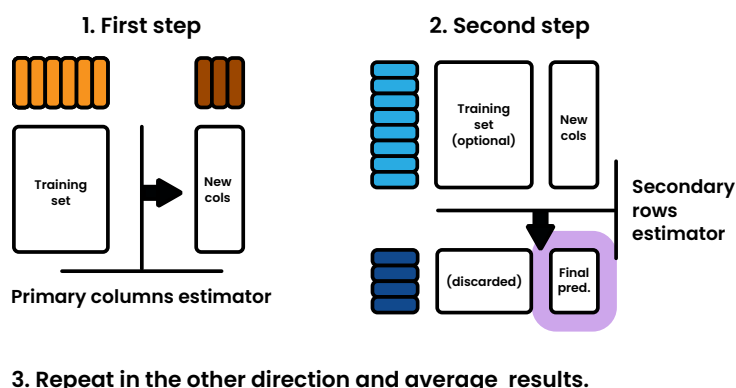 1. First step
Training
set
New
cols
Primary columns estimator
2. Second step
Training
set
(optional)
New
cols
Secondary
rows
estimator
(discarded)
Final
pred.
3. Repeat in the other direction and average results.